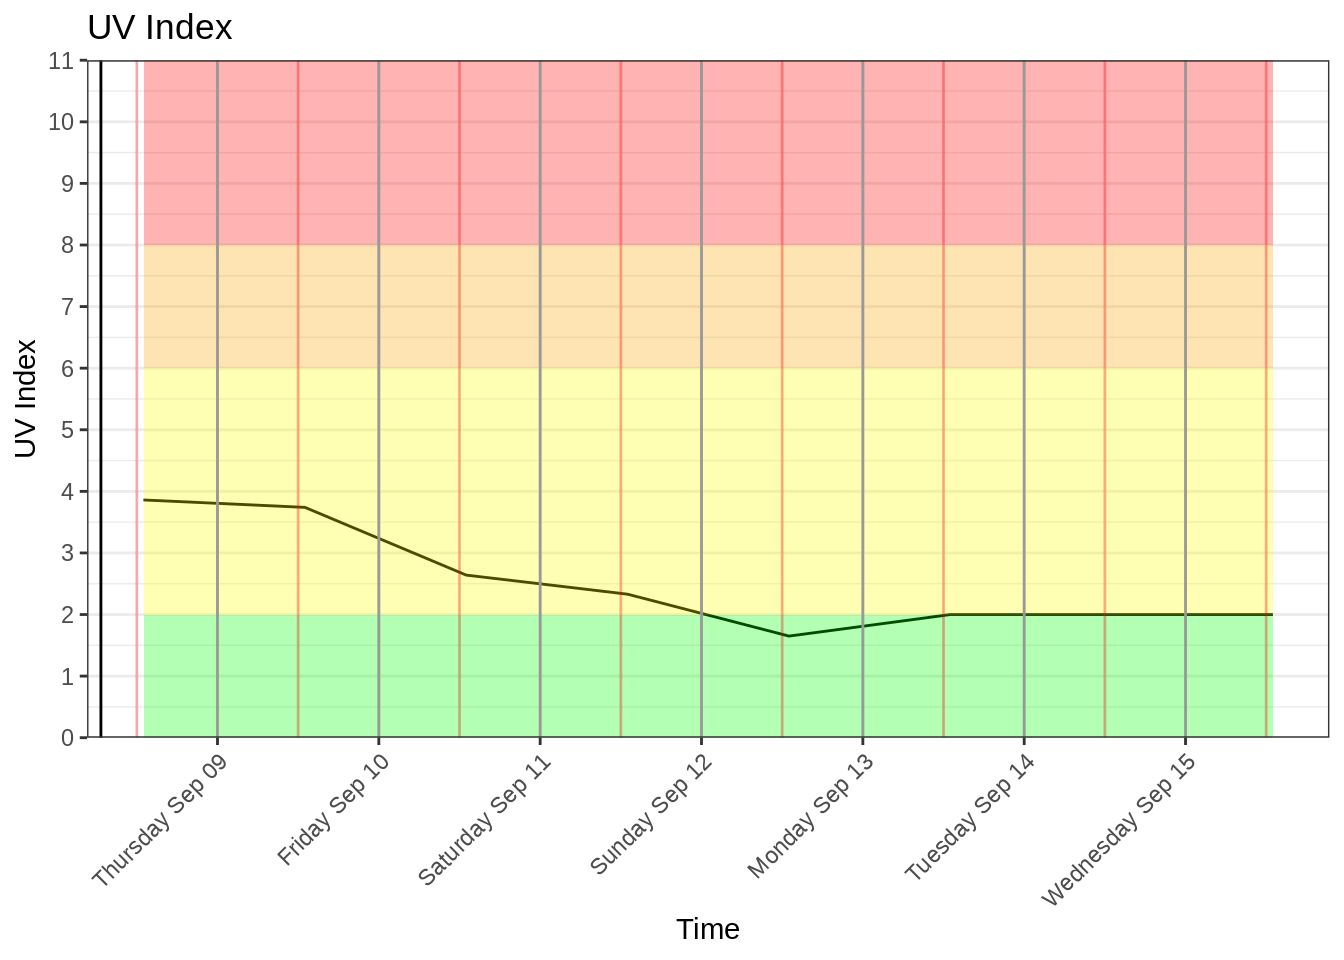 UV Index
11
10
9
8
7
6
5
4
3
2
1
0
UV Index
Thursday Sep 09
Friday Sep 10
Saturday Sep 11
Sunday Sep 12
Monday Sep 13
Tuesday Sep 14
Wednesday Sep 15
Time